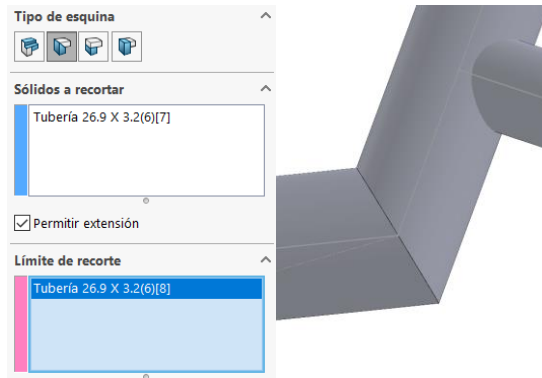 Tipo de esquina
Sólidos a recortar
Tubería 26.9 X 3.2(6)[7]
Permitir extensión
Límite de recorte
Tubería 26.9 X 3.2(6)[8]